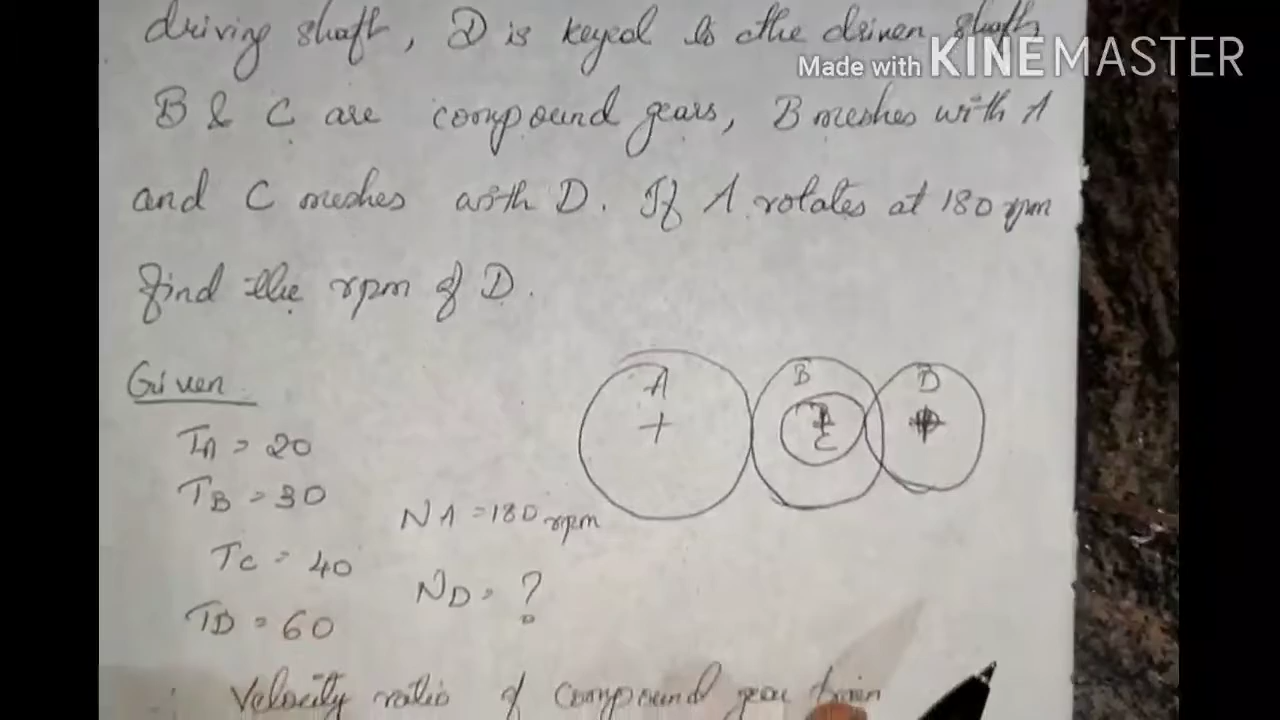 driving shaft, D is keyed to the driven shaft,
Made with KINEMASTER
B & C are compound gears, B meshes with A
and C meshes with D. If A rotates at 180 rpm
find the rpm of D.
Given
TA = 20
TB = 30
TC = 40
TD = 60
NA = 180 rpm
ND = ?
A
B
C
D
Velocity ratio of compound gear train